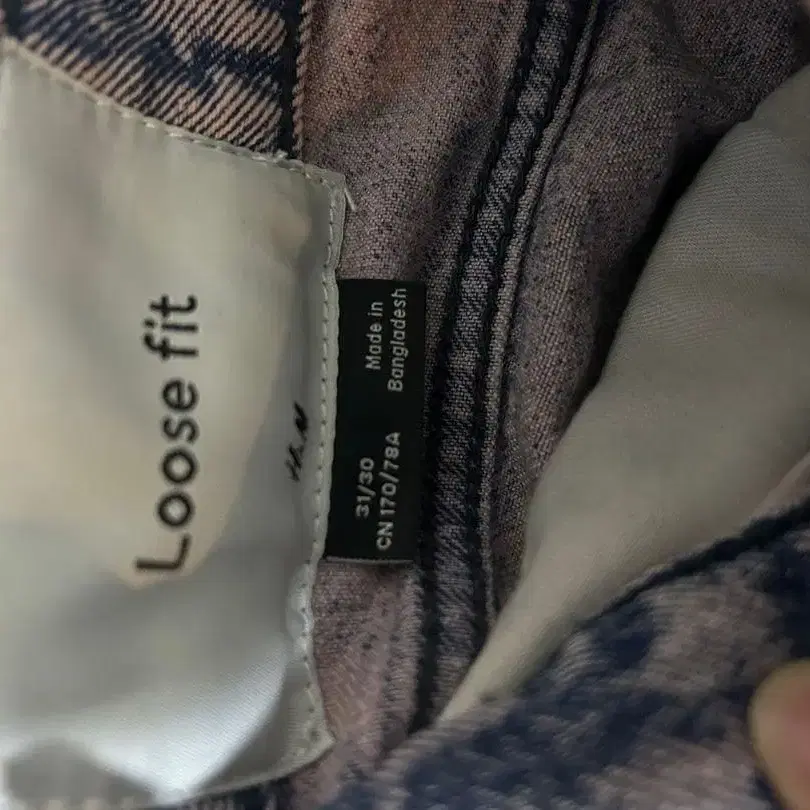 Loose fit
H&M
Made in
Bangladesh
31/30
CN 170/78A